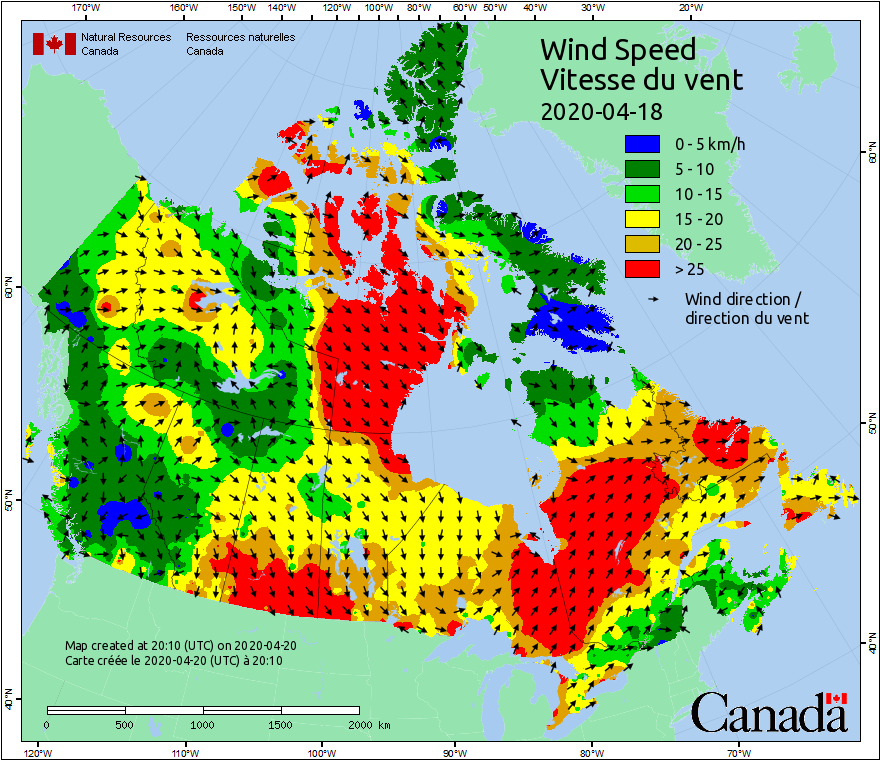 170°W 160°W 150°W 140°W 130°W 120°W 110°W 100°W 90°W 80°W 60°W 50°W 40°W 30°W 20°W
Natural Resources Ressources naturelles
Canada Canada
Wind Speed
Vitesse du vent
2020-04-18
0 - 5 km/h
5 - 10
10 - 15
15 - 20
20 - 25
> 25
Wind direction /
direction du vent
60°N
60°N
50°N
50°N
40°N
40°N
Map created at 20:10 (UTC) on 2020-04-20
Carte créée le 2020-04-20 (UTC) à 20:10
0 500 1000 1500 2000 km
Canada
120°W 110°W 100°W 90°W 80°W 70°W